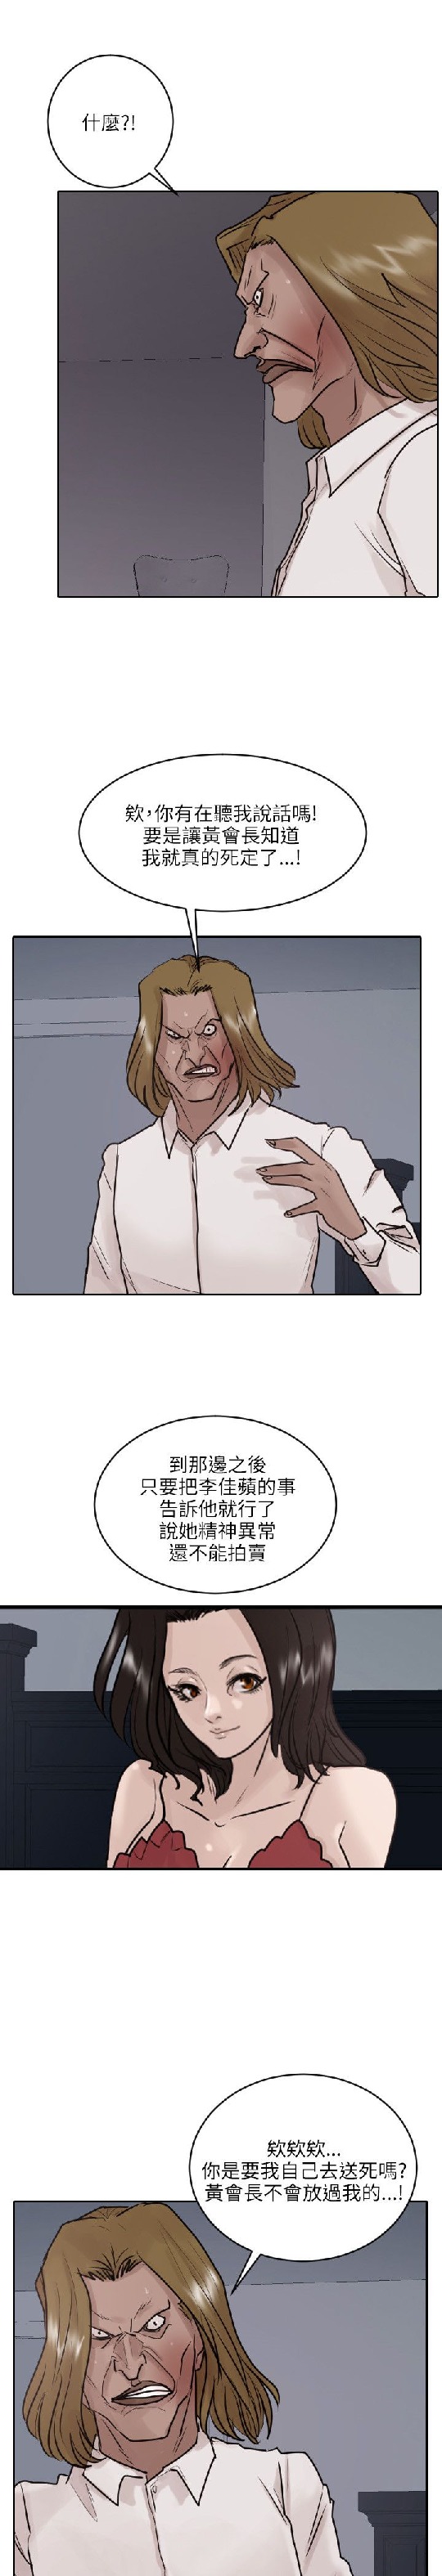 什麼?!
欸，你有在聽我說話嗎!
要是讓黃會長知道
我就真的死定了...!
到那邊之後
只要把李佳蘋的事
告訴他就行了
說她精神異常
還不能拍賣
欸欸欸...
你是要我自己去送死嗎?
黃會長不會放過我的...!